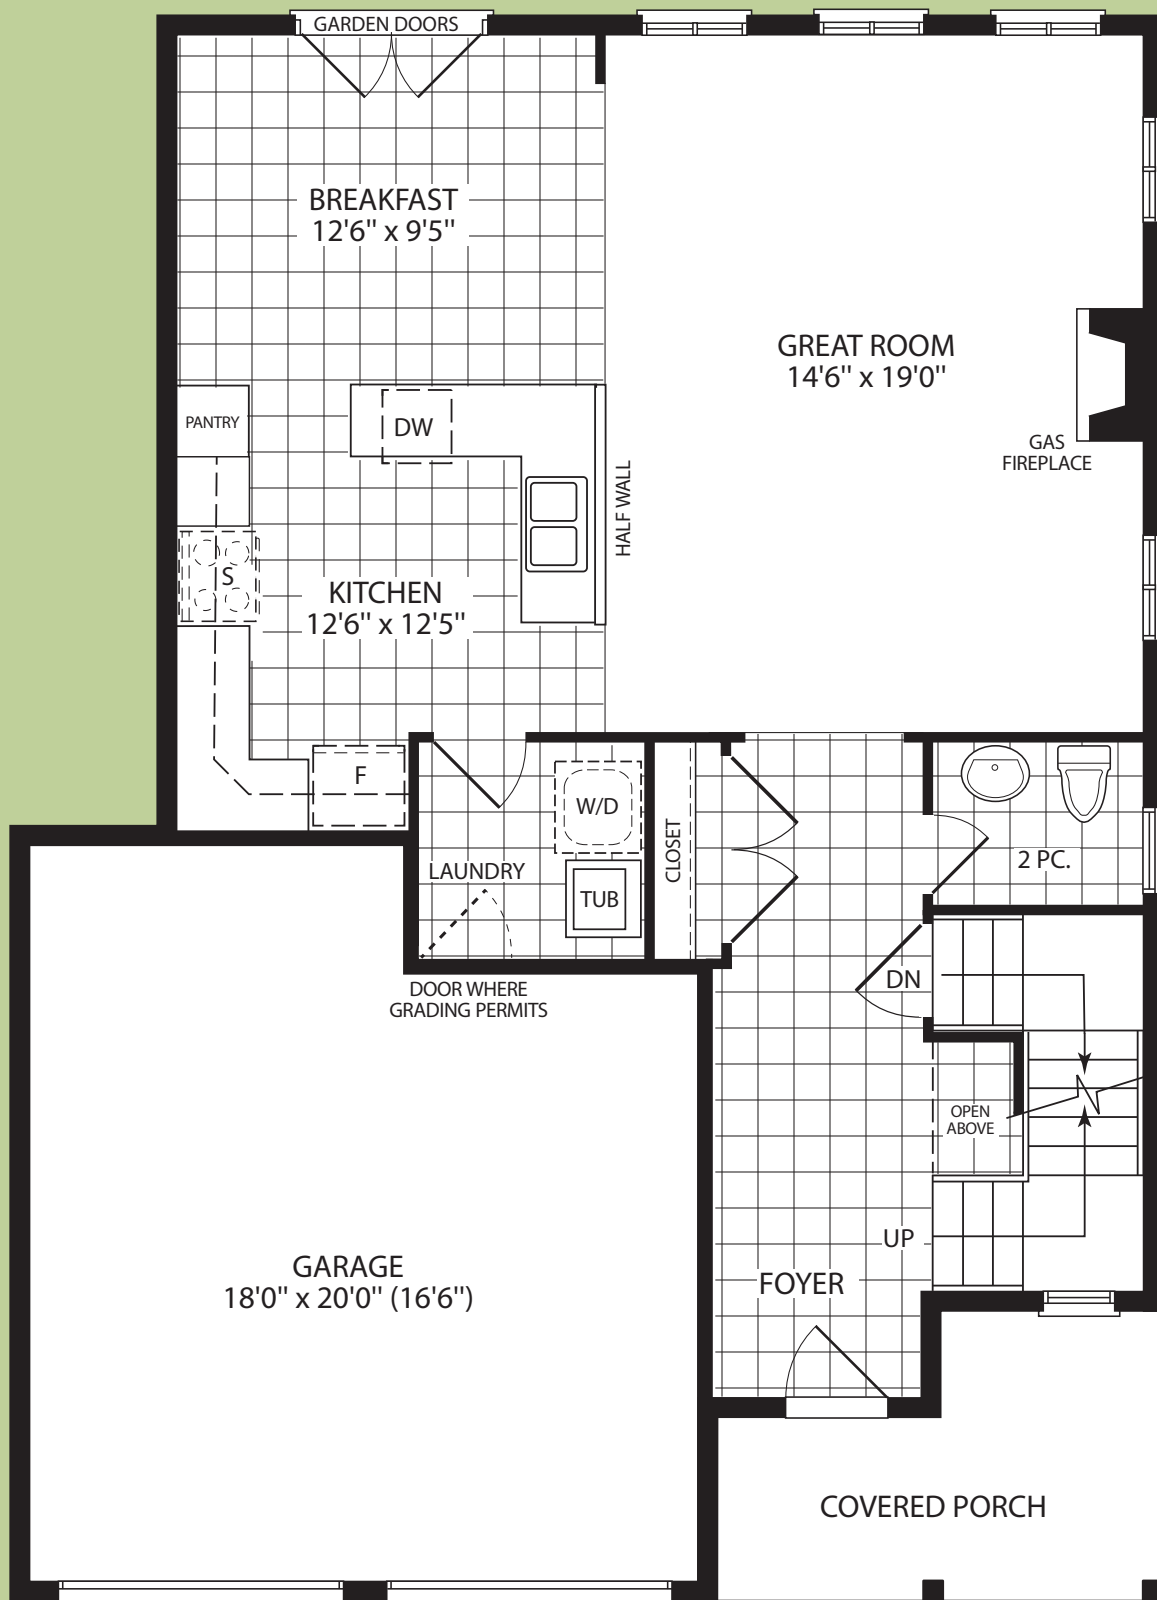 GARDEN DOORS
BREAKFAST
12'6" x 9'5"
GREAT ROOM
14'6" x 19'0"
PANTRY
DW
GAS
FIREPLACE
HALF WALL
S
KITCHEN
12'6" x 12'5"
F
W/D
LAUNDRY
CLOSET
2 PC.
TUB
DN
DOOR WHERE
GRADING PERMITS
OPEN
ABOVE
UP
GARAGE
18'0" x 20'0" (16'6")
FOYER
COVERED PORCH